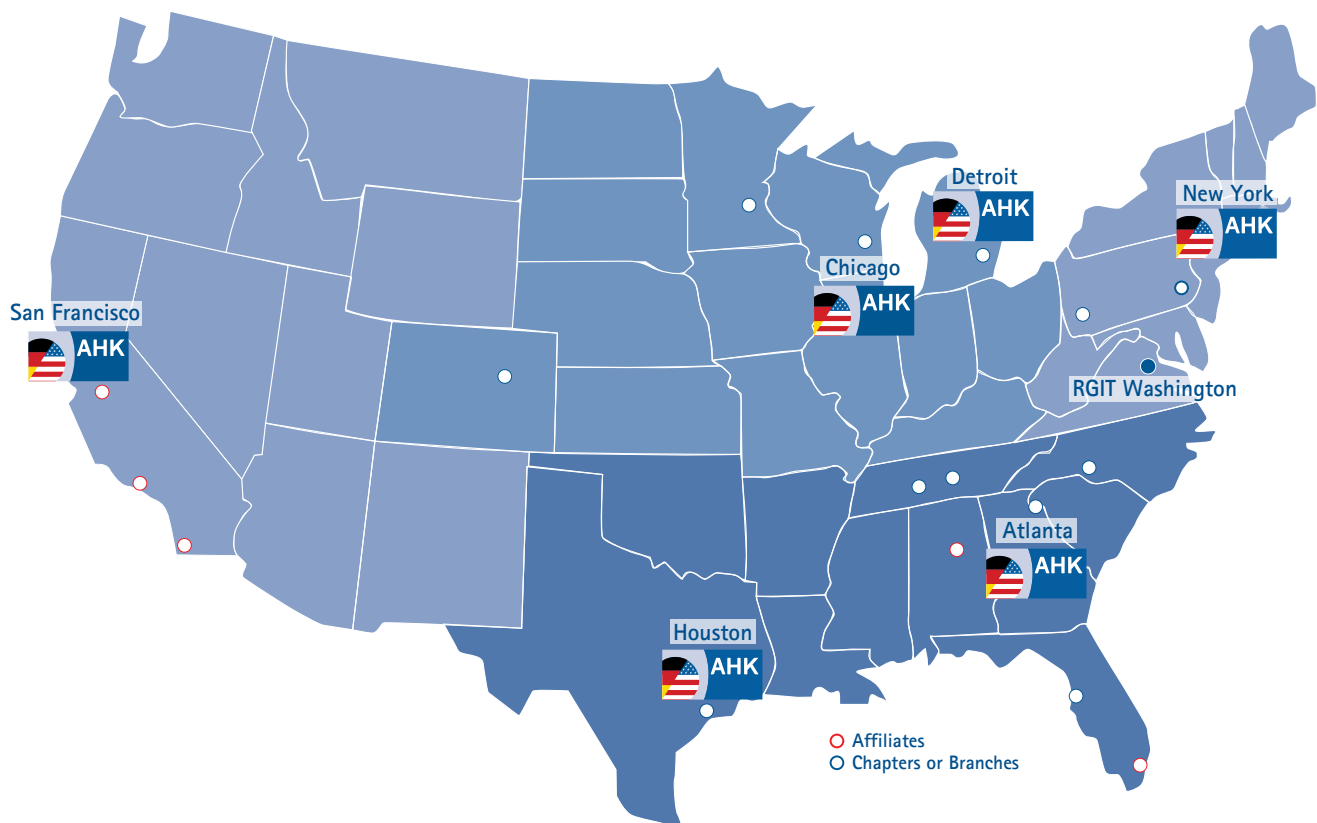 Detroit
AHK
New York
AHK
Chicago
AHK
San Francisco
AHK
RGIT Washington
Atlanta
AHK
Houston
AHK
Affiliates
Chapters or Branches